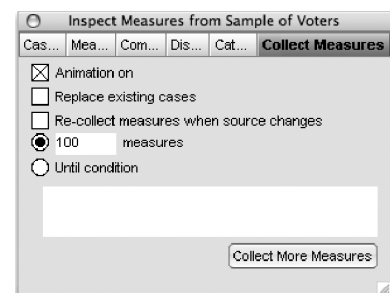 Inspect Measures from Sample of Voters
Cas... Mea... Com... Dis... Cat... Collect Measures
Animation on
Replace existing cases
Re-collect measures when source changes
100 measures
Until condition
Collect More Measures